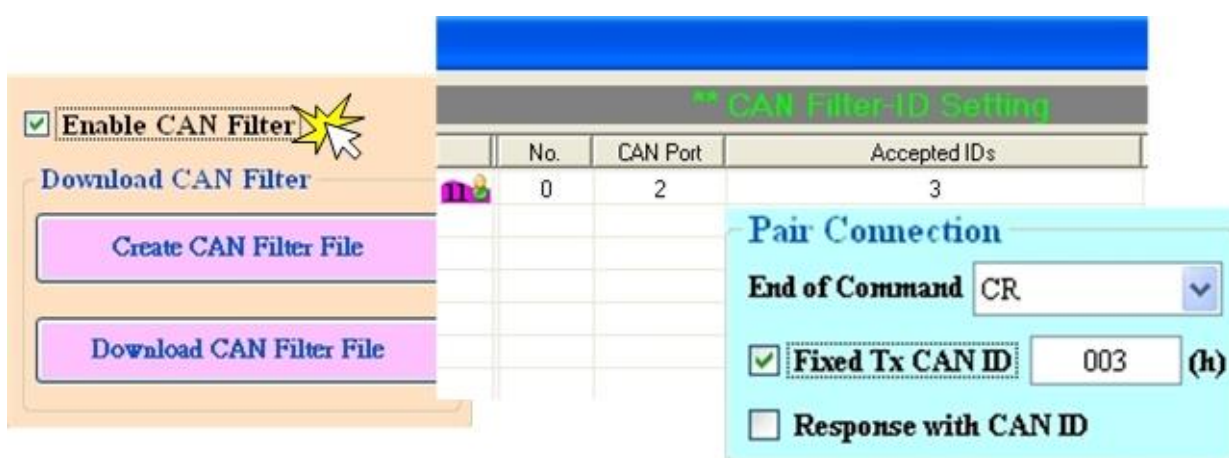 Enable CAN Filter
Download CAN Filter
Create CAN Filter File
Download CAN Filter File
** CAN Filter-ID Setting
No. CAN Port Accepted IDs
11 0 2 3
Pair Connection
End of Command CR
Fixed Tx CAN ID 003 (h)
Response with CAN ID